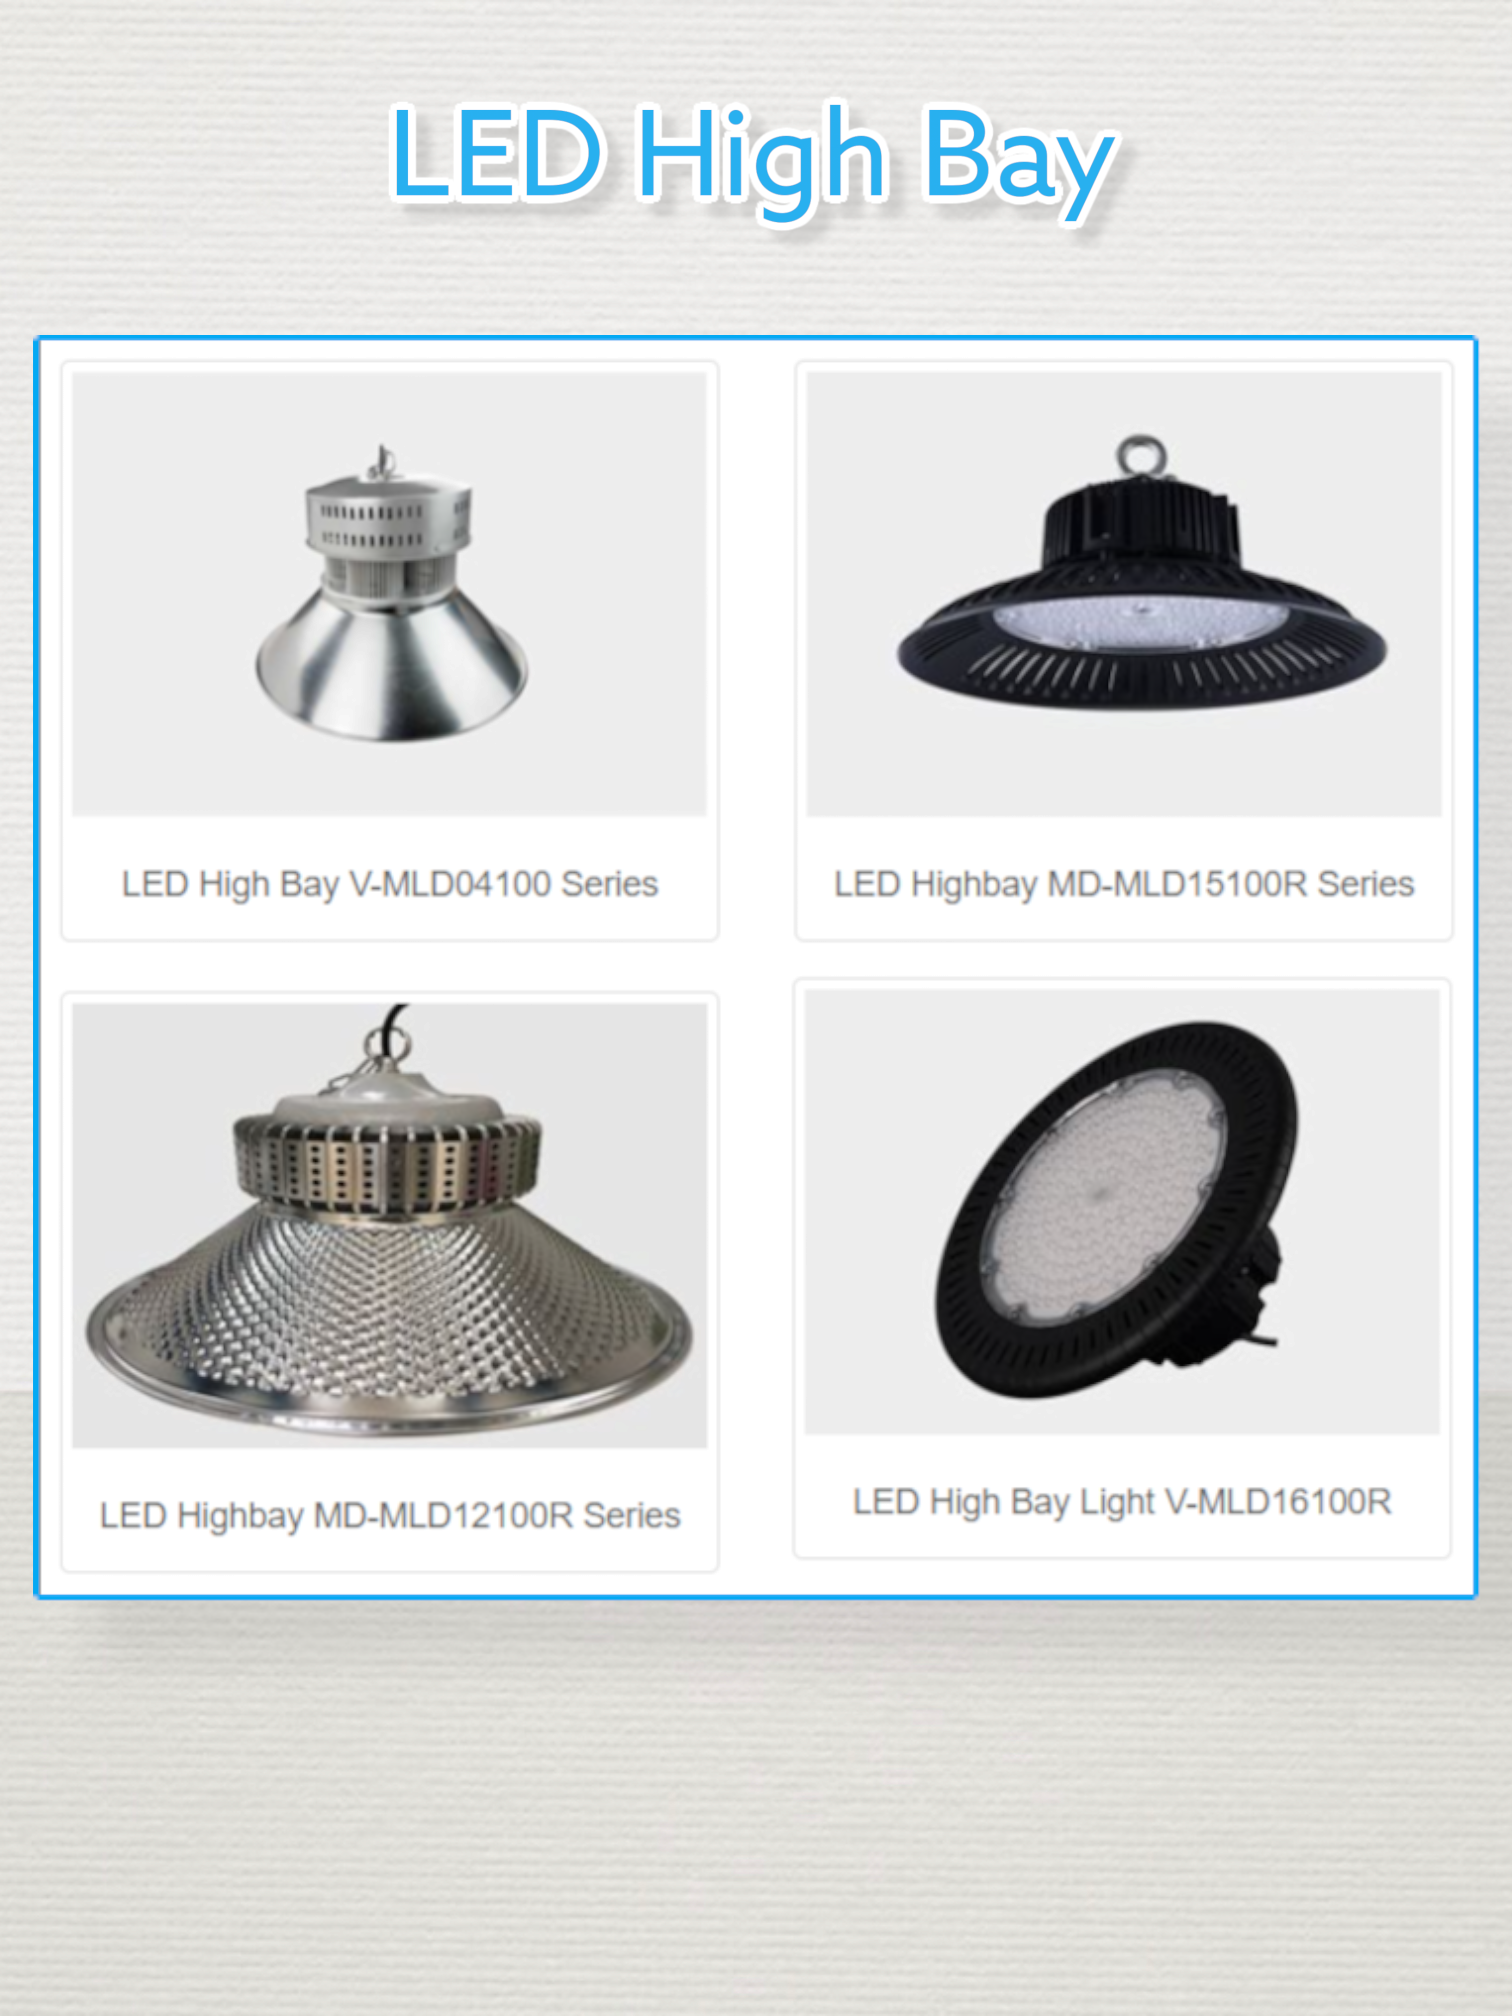 LED High Bay
LED High Bay V-MLD04100 Series
LED Highbay MD-MLD15100R Series
LED Highbay MD-MLD12100R Series
LED High Bay Light V-MLD16100R